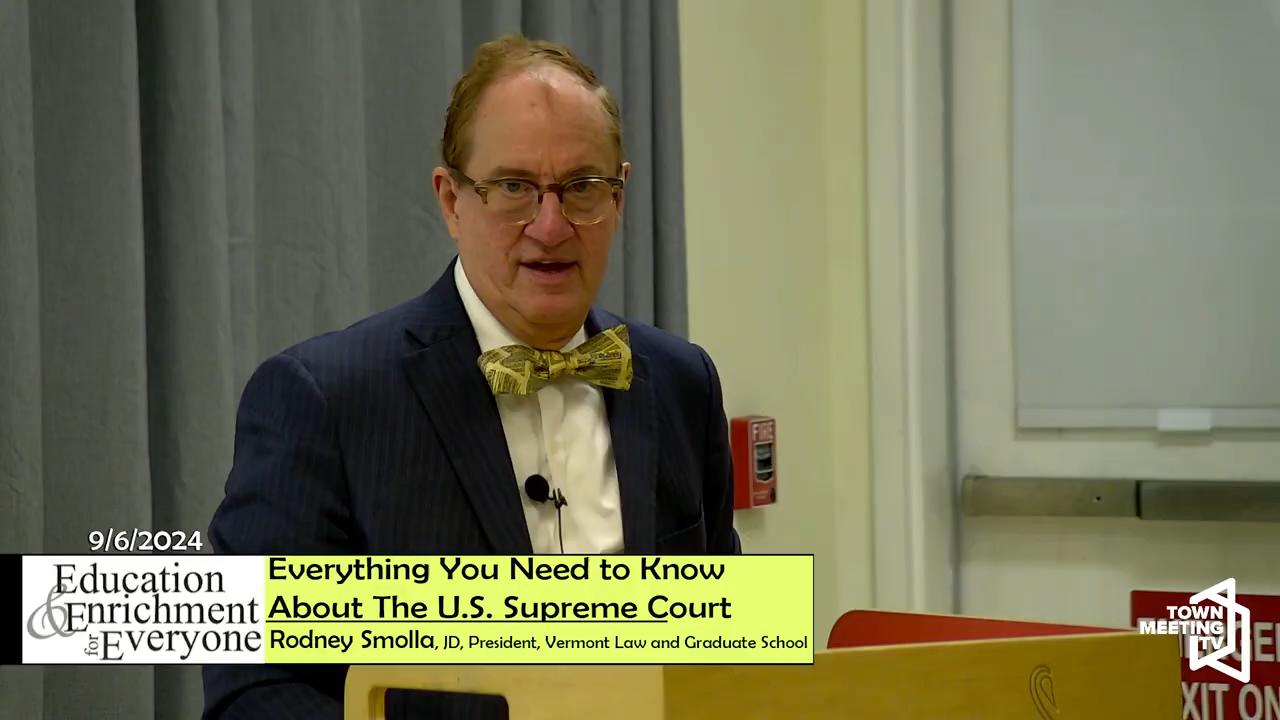 FIRE
9/6/2024
Education
& Enrichment
for Everyone
Everything You Need to Know
About The U.S. Supreme Court
Rodney Smolla, JD, President, Vermont Law and Graduate School
TOWN
MEETING
TV
XIT ON